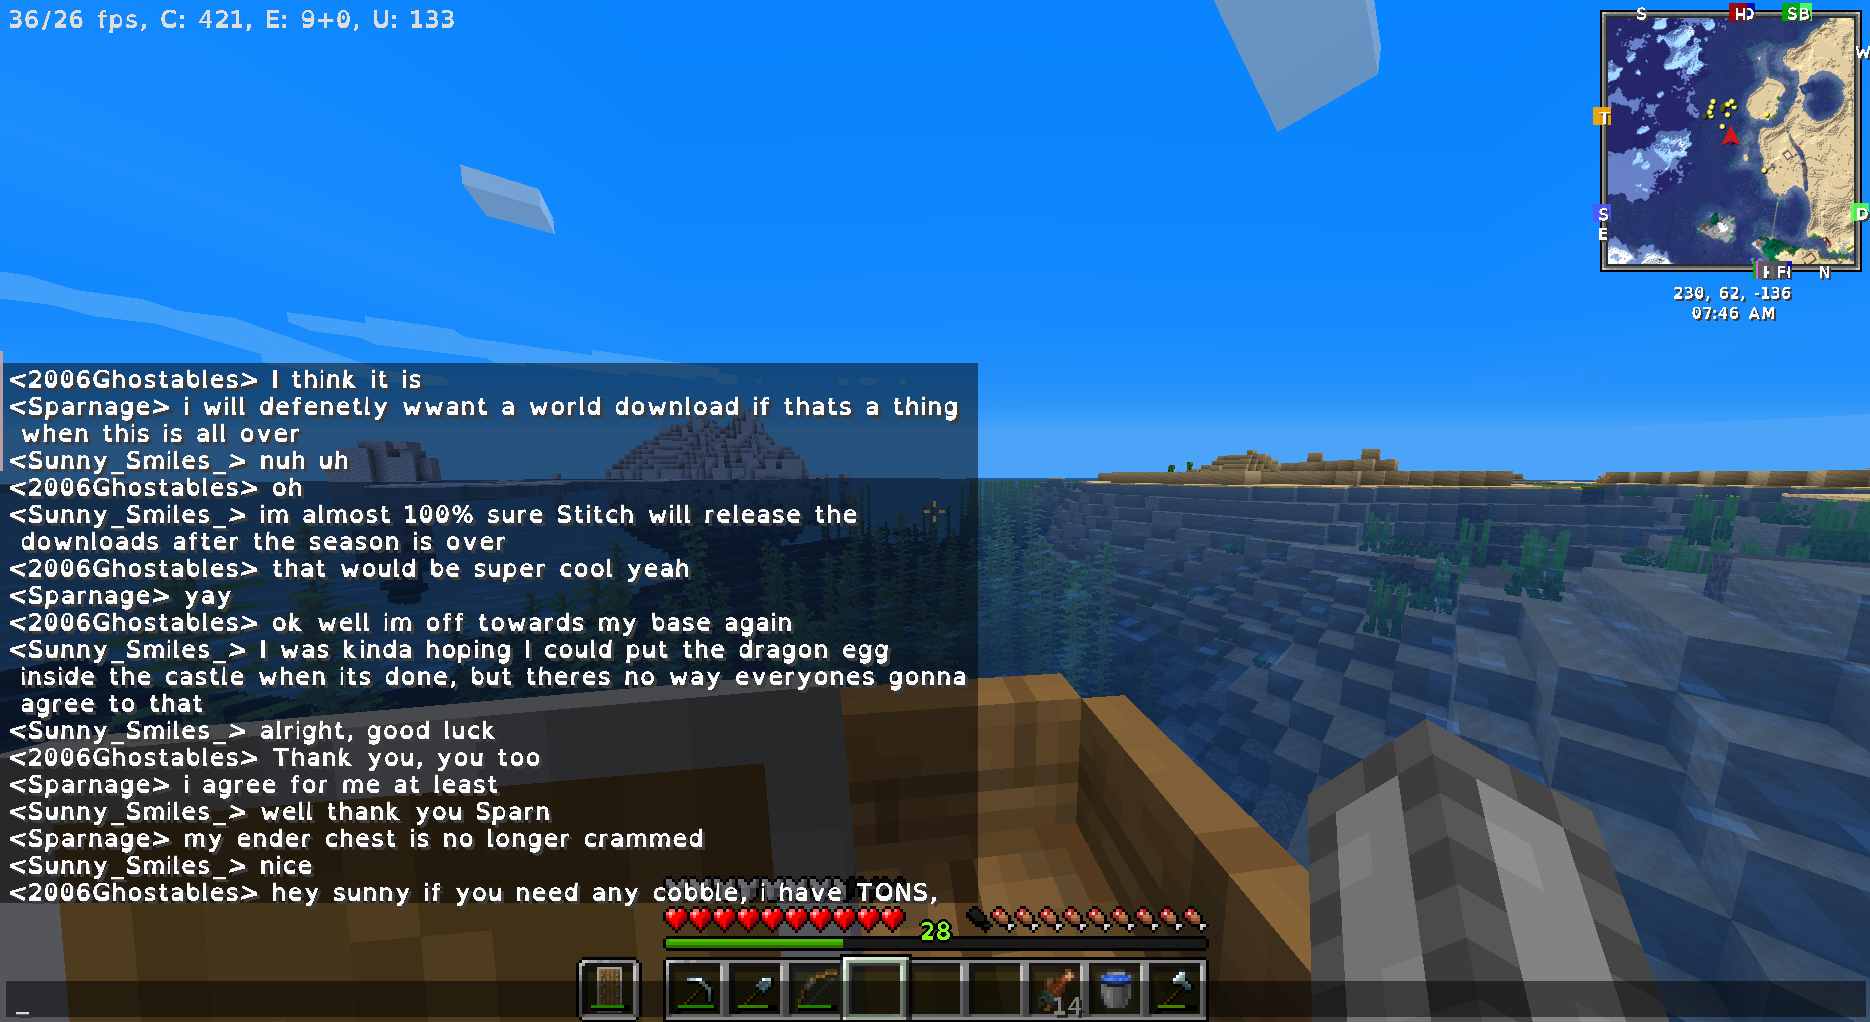 36/26 fps, C: 421, E: 9+0, U: 133
S
SB
W
T
S
E
D
N
230, 62, -136
07:46 AM
<2006Ghostables> I think it is
<Sparnage> i will defenetly wwant a world download if thats a thing
when this is all over
<Sunny_Smiles_> nuh uh
<2006Ghostables> oh
<Sunny_Smiles_> im almost 100% sure Stitch will release the
downloads after the season is over
<2006Ghostables> that would be super cool yeah
<Sparnage> yay
<2006Ghostables> ok well im off towards my base again
<Sunny_Smiles_> I was kinda hoping I could put the dragon egg
inside the castle when its done, but theres no way everyones gonna
agree to that
<Sunny_Smiles_> alright, good luck
<2006Ghostables> Thank you, you too
<Sparnage> i agree for me at least
<Sunny_Smiles_> well thank you Sparn
<Sparnage> my ender chest is no longer crammed
<Sunny_Smiles_> nice
<2006Ghostables> hey sunny if you need any cobble, i have TONS,
28
14
_